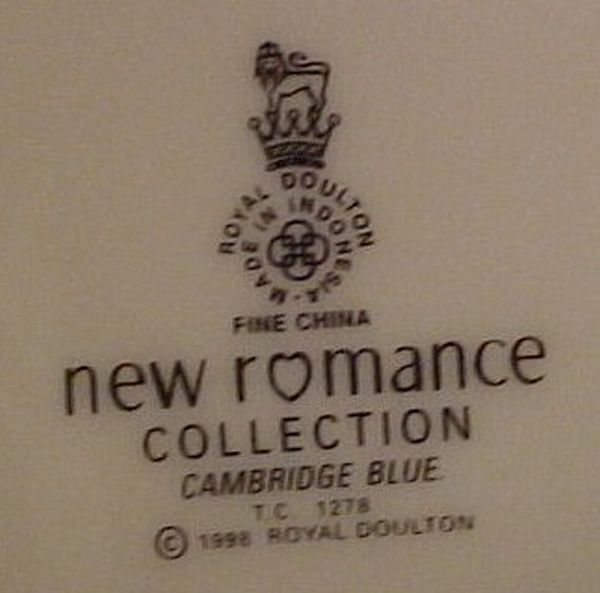 ROYAL DOULTON
MADE IN INDONESIA
FINE CHINA
new romance
COLLECTION
CAMBRIDGE BLUE
T.C. 1278
© 1998 ROYAL DOULTON